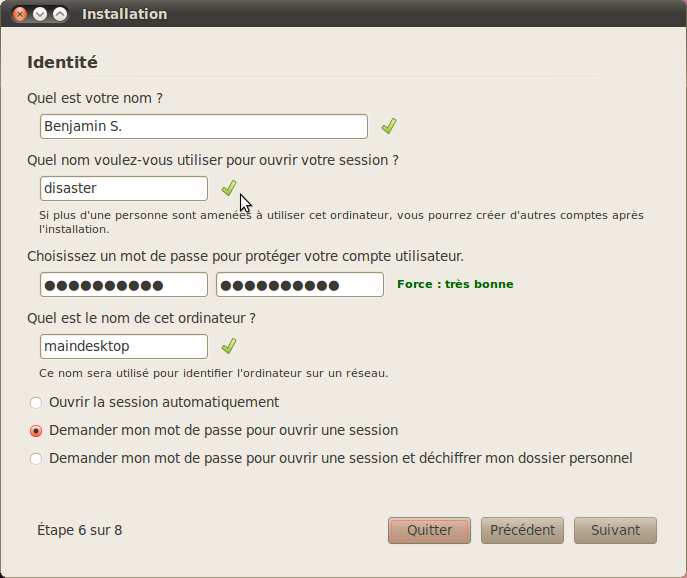 Installation
Identité
Quel est votre nom ?
Benjamin S.
Quel nom voulez-vous utiliser pour ouvrir votre session ?
disaster
Si plus d'une personne sont amenées à utiliser cet ordinateur, vous pourrez créer d'autres comptes après
l'installation.
Choisissez un mot de passe pour protéger votre compte utilisateur.
●●●●●●●●●● ●●●●●●●●●● Force : très bonne
Quel est le nom de cet ordinateur ?
maindesktop
Ce nom sera utilisé pour identifier l'ordinateur sur un réseau.
Ouvrir la session automatiquement
Demander mon mot de passe pour ouvrir une session
Demander mon mot de passe pour ouvrir une session et déchiffrer mon dossier personnel
Étape 6 sur 8 Quitter Précédent Suivant